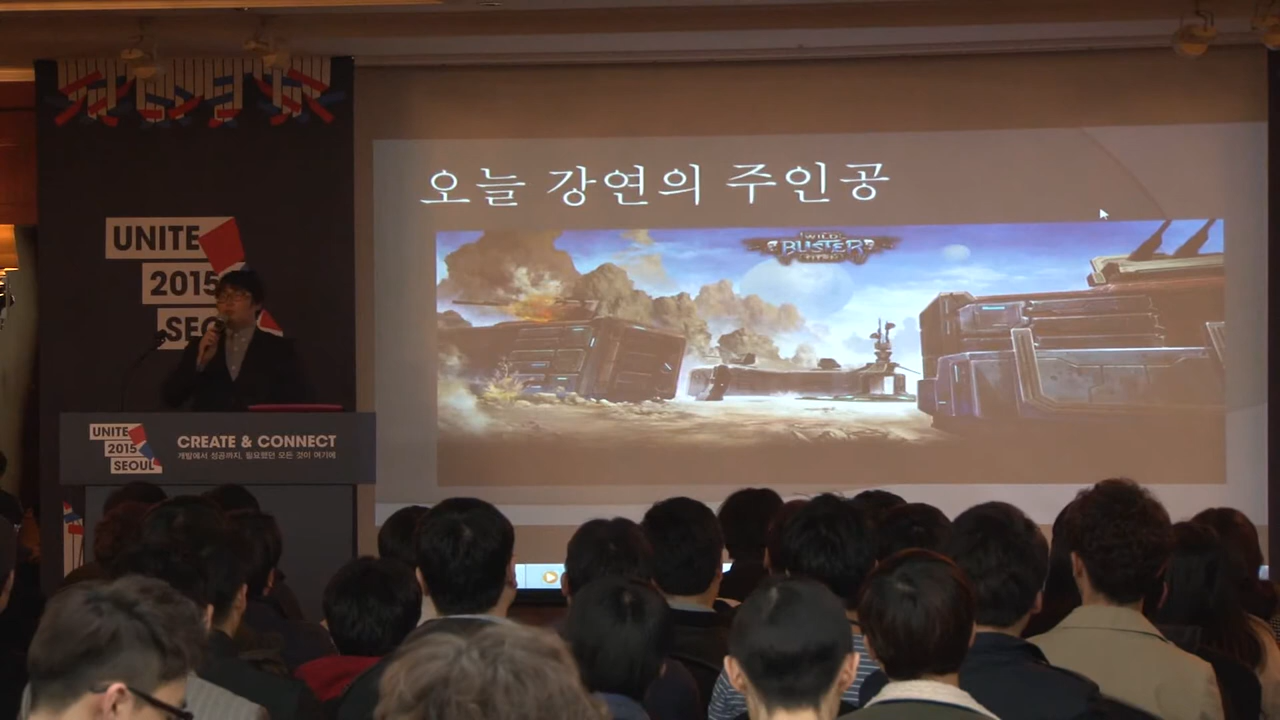 오늘 강연의 주인공
WILD
BUSTER
UNITE
2015
SEO
UNITE
2015
SEOUL
CREATE & CONNECT
개발에서 성공까지, 필요했던 모든 것이 여기에